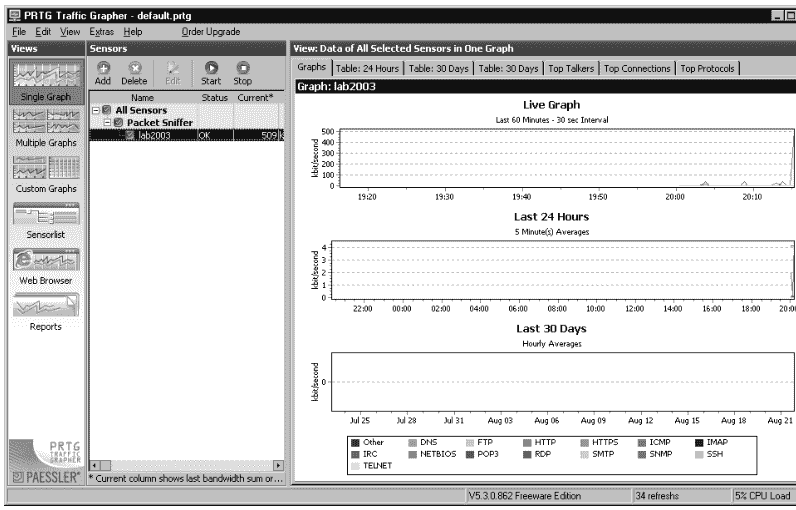 PRTG Traffic Grapher - default.prtg
File Edit View Extras Help Order Upgrade
Views
Single Graph
Multiple Graphs
Custom Graphs
Sensorlist
Web Browser
Reports
PRTG
TRAFFIC
GRAPHER
PAESSLER
Sensors
Add Delete Edit Start Stop
Name Status Current*
All Sensors
Packet Sniffer
lab2003 OK 509 k
* Current column shows last bandwidth sum or...
View: Data of All Selected Sensors in One Graph
Graphs Table: 24 Hours Table: 30 Days Table: 30 Days Top Talkers Top Connections Top Protocols
Graph: lab2003
Live Graph
Last 60 Minutes - 30 sec Interval
kbit/second
500
400
300
200
100
0
19:20 19:30 19:40 19:50 20:00 20:10
Last 24 Hours
5 Minute(s) Averages
kbit/second
4
3
2
1
0
22:00 00:00 02:00 04:00 06:00 08:00 10:00 12:00 14:00 16:00 18:00 20:00
Last 30 Days
Hourly Averages
kbit/second
0
Jul 25 Jul 28 Jul 31 Aug 03 Aug 06 Aug 09 Aug 12 Aug 15 Aug 18 Aug 21
Other DNS FTP HTTP HTTPS ICMP IMAP
IRC NETBIOS POP3 RDP SMTP SNMP SSH
TELNET
V5.3.0.862 Freeware Edition 34 refreshs 5% CPU Load